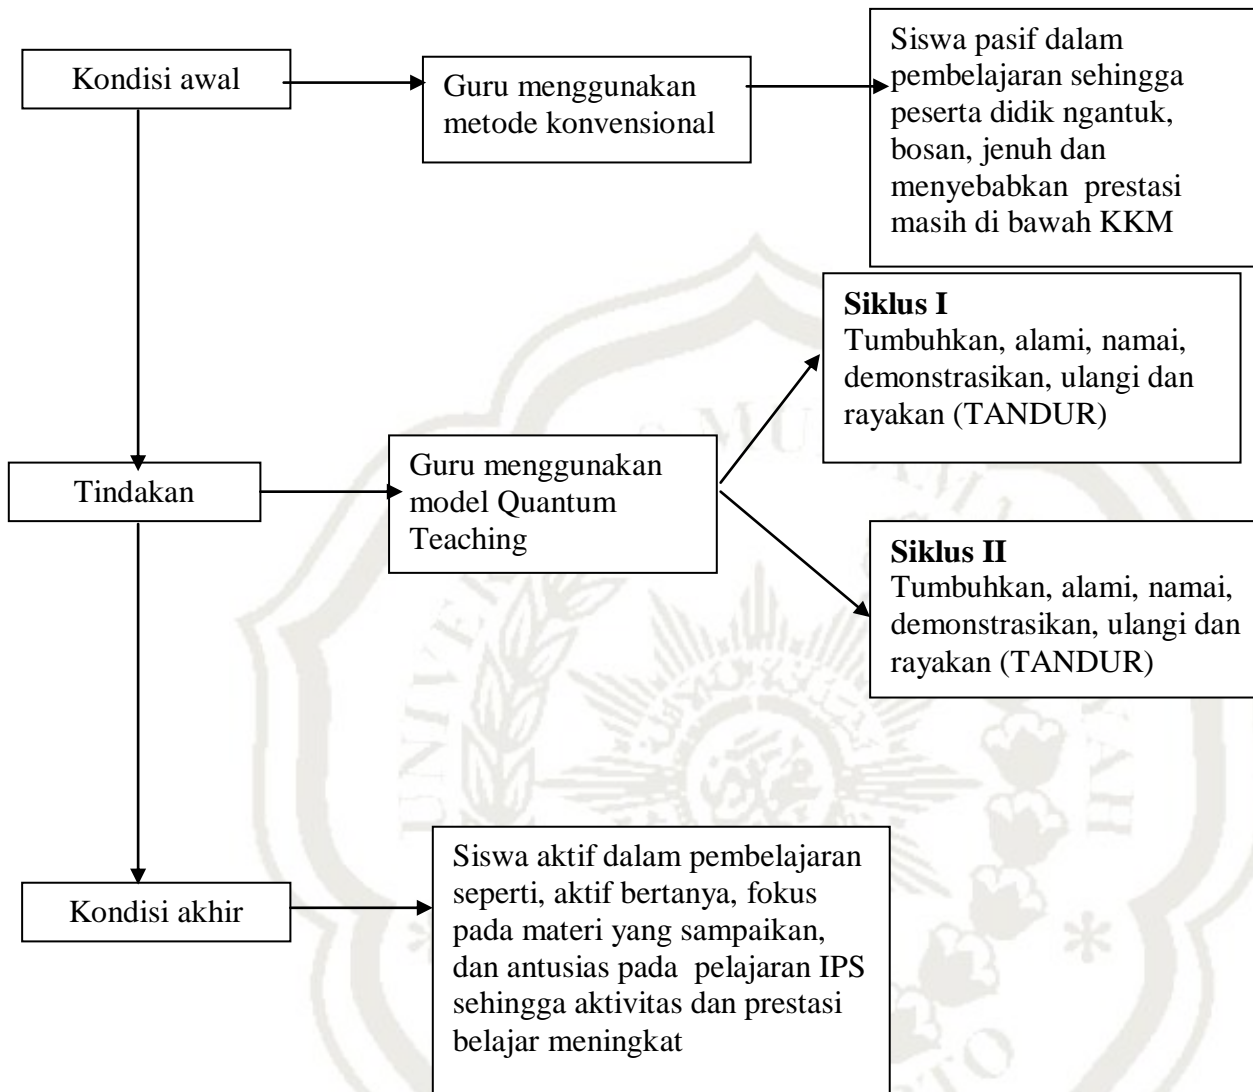 Kondisi awal
Guru menggunakan
metode konvensional
Siswa pasif dalam
pembelajaran sehingga
peserta didik ngantuk,
bosan, jenuh dan
menyebabkan prestasi
masih di bawah KKM
Tindakan
Guru menggunakan
model Quantum
Teaching
Siklus I
Tumbuhkan, alami, namai,
demonstrasikan, ulangi dan
rayakan (TANDUR)
Siklus II
Tumbuhkan, alami, namai,
demonstrasikan, ulangi dan
rayakan (TANDUR)
Kondisi akhir
Siswa aktif dalam pembelajaran
seperti, aktif bertanya, fokus
pada materi yang sampaikan,
dan antusias pada pelajaran IPS
sehingga aktivitas dan prestasi
belajar meningkat